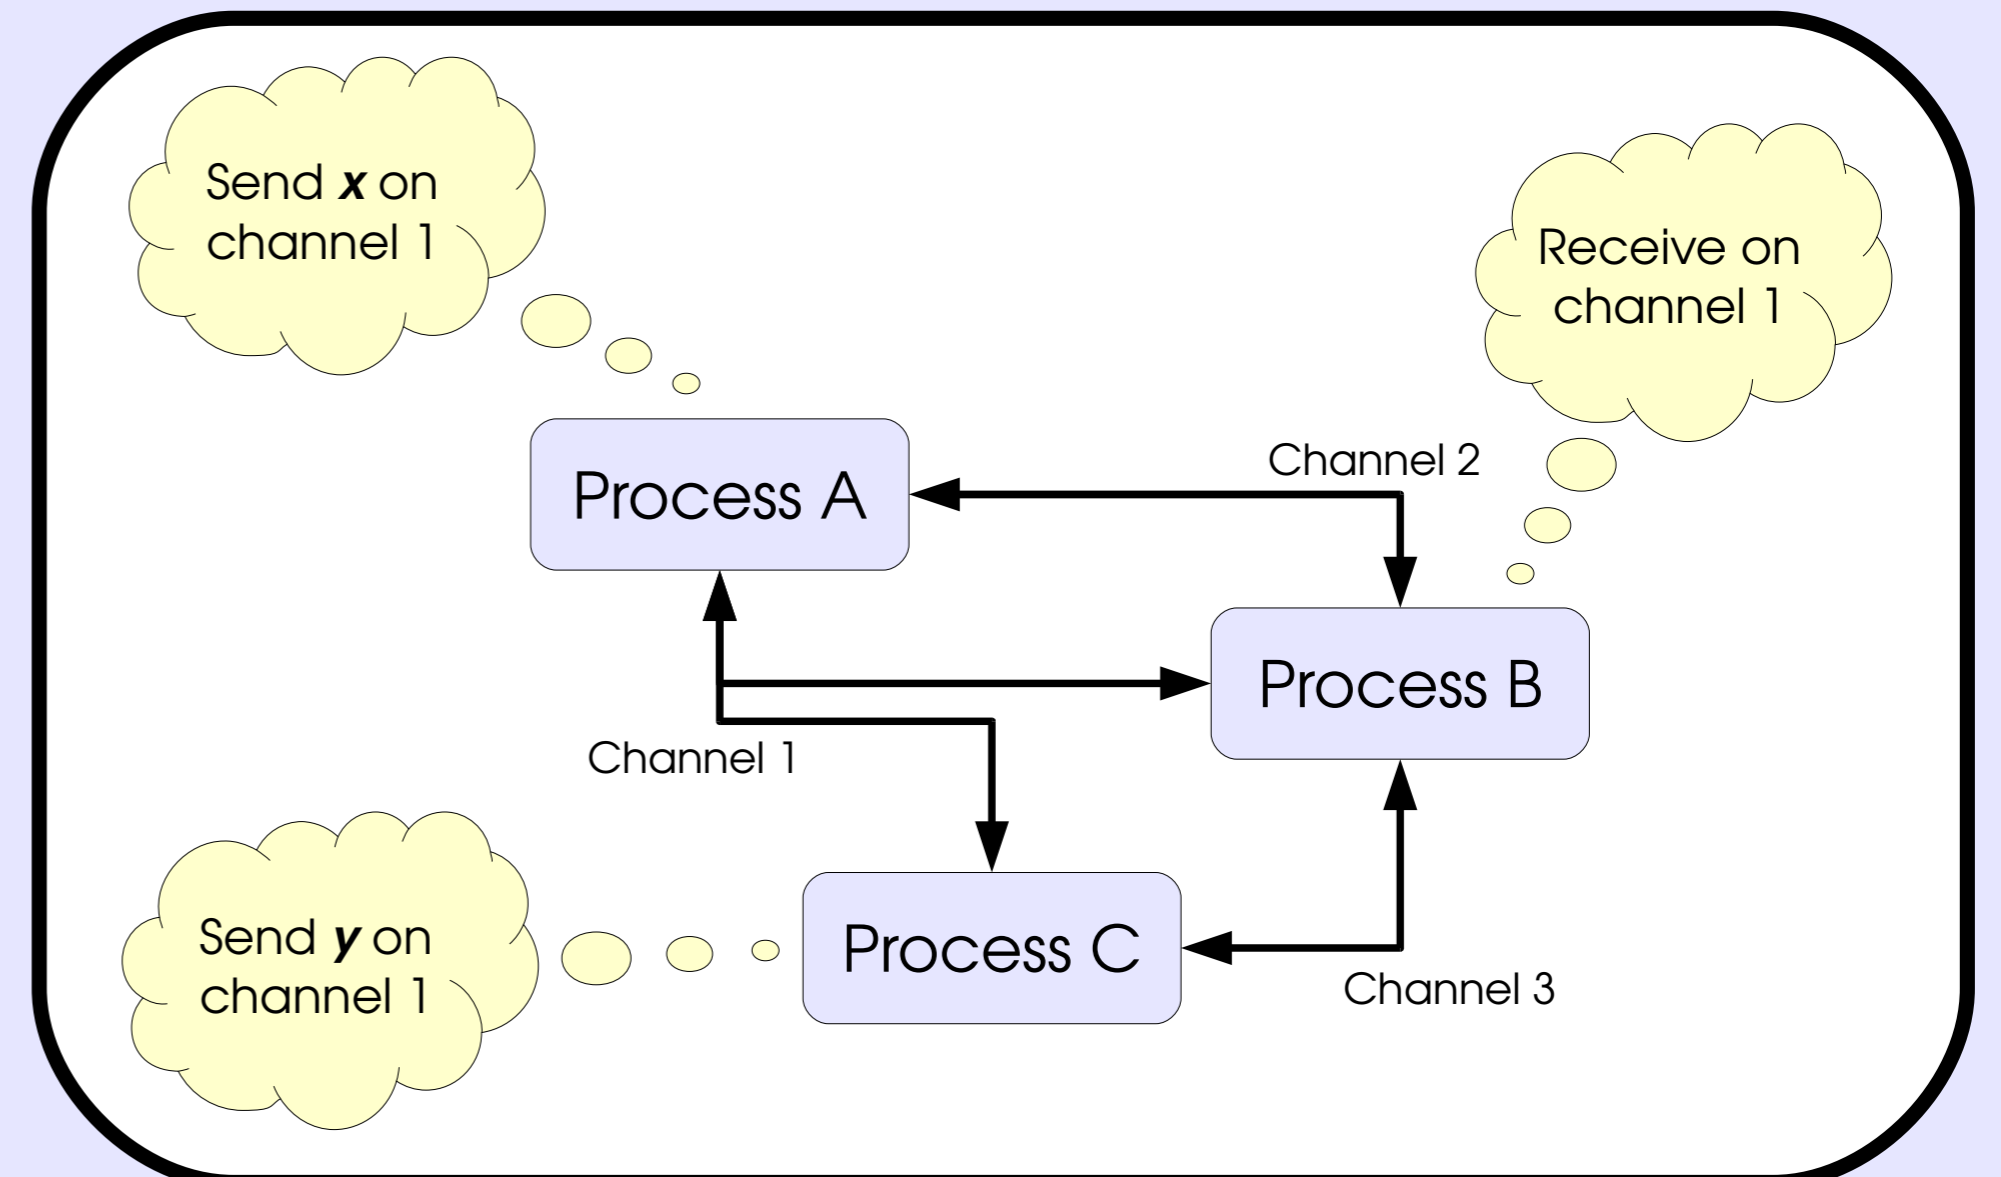 Send x on
channel 1
Receive on
channel 1
Channel 2
Process A
Process B
Channel 1
Send y on
channel 1
Process C
Channel 3